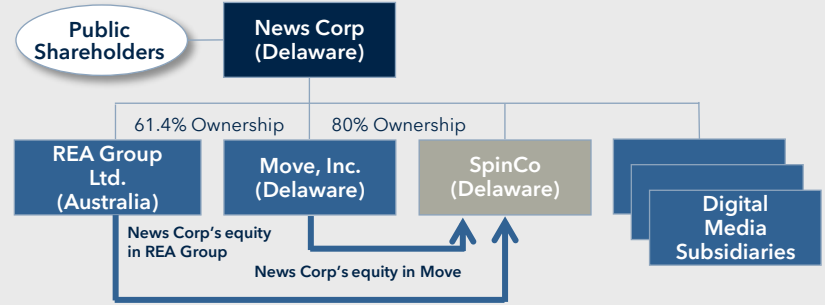 Public
Shareholders
News Corp
(Delaware)
61.4% Ownership
80% Ownership
REA Group
Ltd.
(Australia)
Move, Inc.
(Delaware)
SpinCo
(Delaware)
Digital
Media
Subsidiaries
News Corp's equity
in REA Group
News Corp's equity in Move